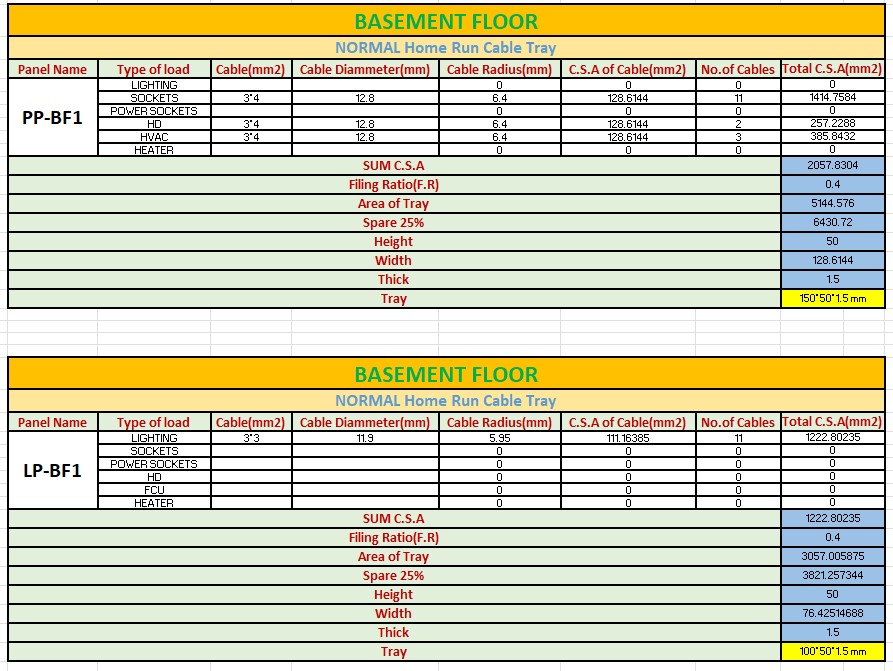 BASEMENT FLOOR
NORMAL Home Run Cable Tray
Panel Name Type of load Cable(mm2) Cable Diammeter(mm) Cable Radius(mm) C.S.A of Cable(mm2) No.of Cables Total C.S.A(mm2)
PP-BF1
LIGHTING 0 0 0 0
SOCKETS 3*4 12.8 6.4 128.6144 11 1414.7584
POWER SOCKETS 0 0 0 0
HD 3*4 12.8 6.4 128.6144 2 257.2288
HVAC 3*4 12.8 6.4 128.6144 3 385.8432
HEATER 0 0 0 0
SUM C.S.A 2057.8304
Filing Ratio(F.R) 0.4
Area of Tray 5144.576
Spare 25% 6430.72
Height 50
Width 128.6144
Thick 1.5
Tray 150*50*1.5 mm
BASEMENT FLOOR
NORMAL Home Run Cable Tray
Panel Name Type of load Cable(mm2) Cable Diammeter(mm) Cable Radius(mm) C.S.A of Cable(mm2) No.of Cables Total C.S.A(mm2)
LP-BF1
LIGHTING 3*3 11.9 5.95 111.16385 11 1222.80235
SOCKETS 0 0 0 0
POWER SOCKETS 0 0 0 0
HD 0 0 0 0
FCU 0 0 0 0
HEATER 0 0 0 0
SUM C.S.A 1222.80235
Filing Ratio(F.R) 0.4
Area of Tray 3057.005875
Spare 25% 3821.257344
Height 50
Width 76.42514688
Thick 1.5
Tray 100*50*1.5 mm